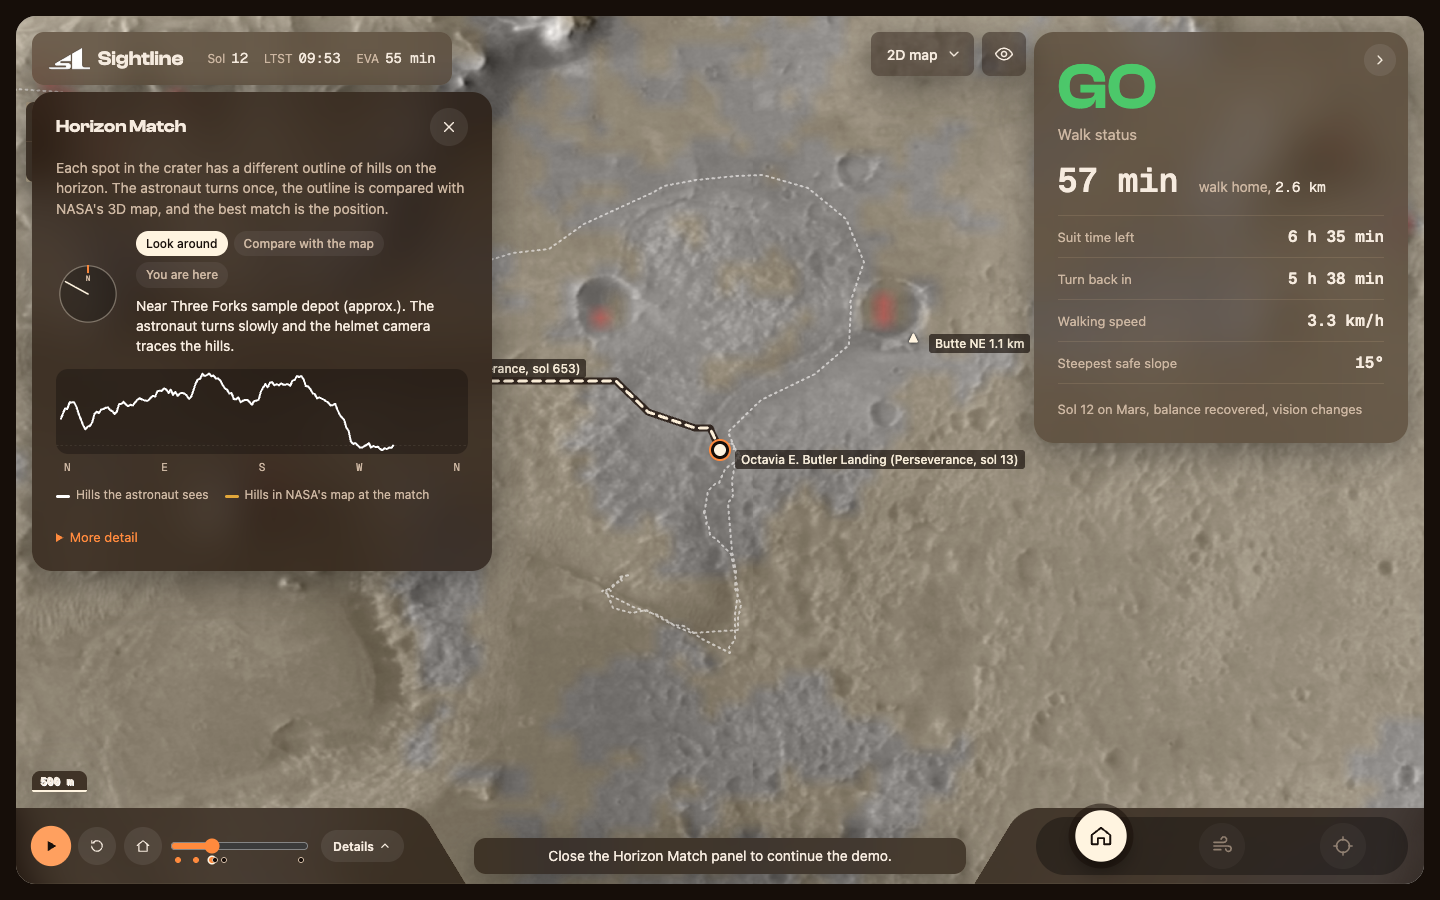 Sightline
Sol 12 LTST 09:53 EVA 55 min
2D map
Horizon Match
Each spot in the crater has a different outline of hills on the
horizon. The astronaut turns once, the outline is compared with
NASA's 3D map, and the best match is the position.
Look around
Compare with the map
You are here
N
Near Three Forks sample depot (approx.). The
astronaut turns slowly and the helmet camera
traces the hills.
N E S W N
Hills the astronaut sees
Hills in NASA's map at the match
More detail
rance, sol 653)
Butte NE 1.1 km
Octavia E. Butler Landing (Perseverance, sol 13)
GO
Walk status
57 min walk home, 2.6 km
Suit time left 6 h 35 min
Turn back in 5 h 38 min
Walking speed 3.3 km/h
Steepest safe slope 15°
Sol 12 on Mars, balance recovered, vision changes
500 m
Details
Close the Horizon Match panel to continue the demo.